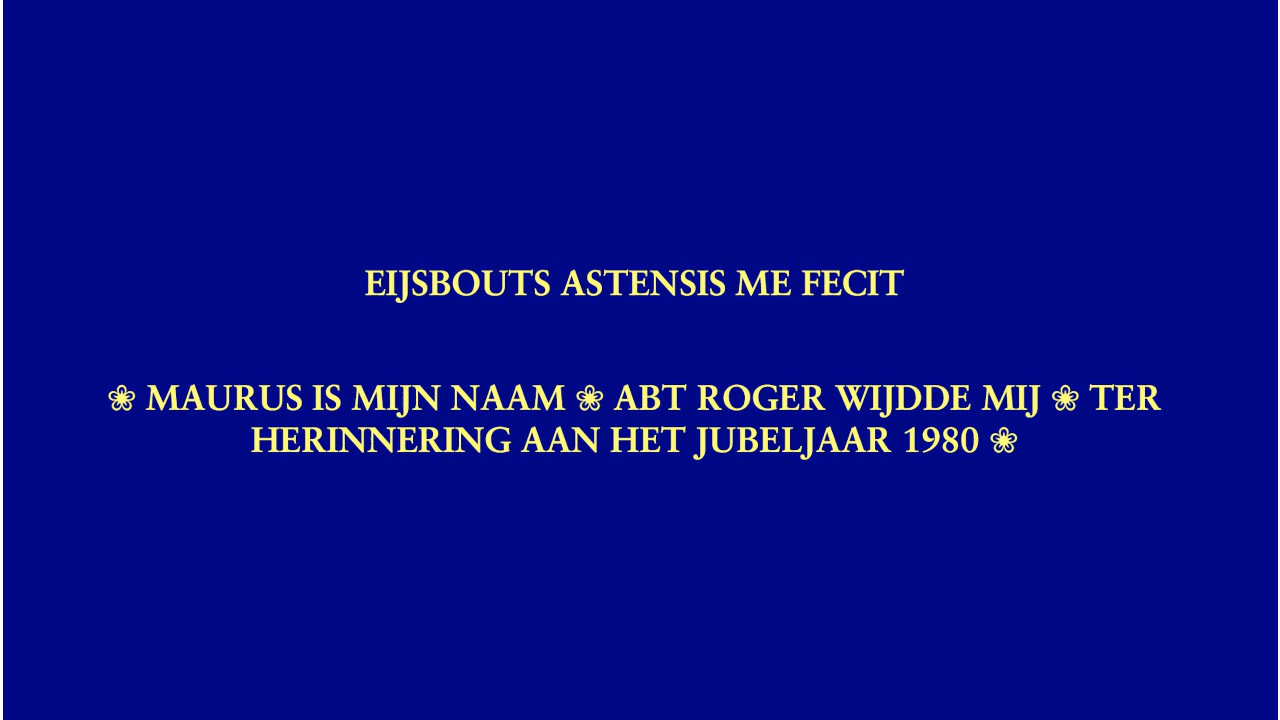 EIJSBOUTS ASTENSIS ME FECIT
❀ MAURUS IS MIJN NAAM ❀ ABT ROGER WIJDDE MIJ ❀ TER
HERINNERING AAN HET JUBELJAAR 1980 ❀